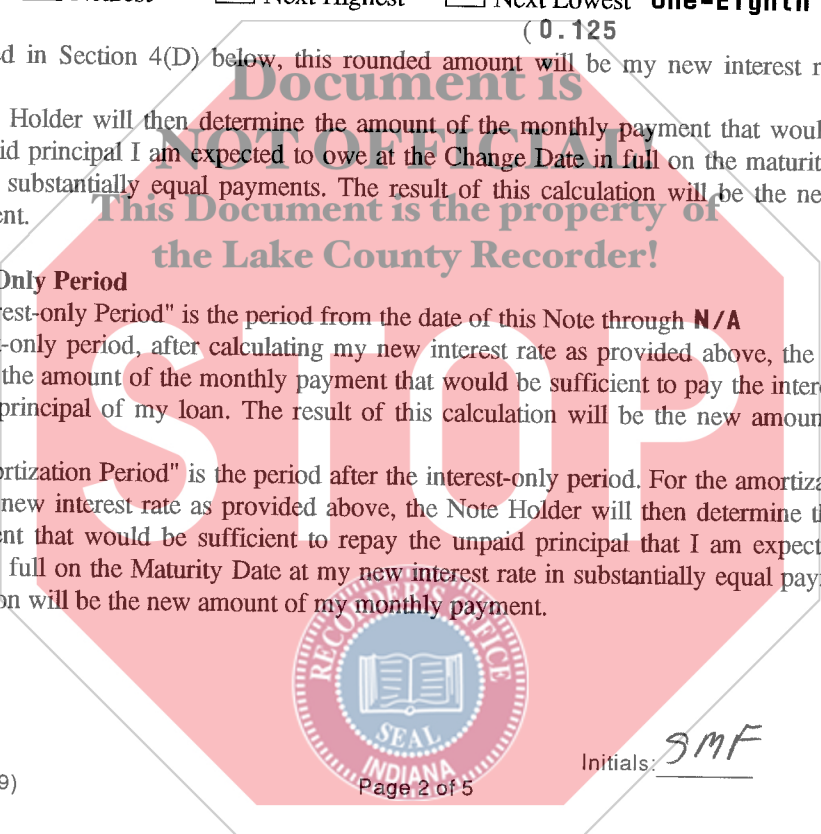 Next Lowest One-Eighth
(0.125
d in Section 4(D) below, this rounded amount will be my new interest r
Document is
Holder will then determine the amount of the monthly payment that woul
NOT OFFICIAL!
id principal I am expected to owe at the Change Date in full on the maturit
substantially equal payments. The result of this calculation will be the ne
This Document is the property of
ent.
the Lake County Recorder!
Only Period
rest-only Period" is the period from the date of this Note through N/A
-only period, after calculating my new interest rate as provided above, the
the amount of the monthly payment that would be sufficient to pay the inter
principal of my loan. The result of this calculation will be the new amoun
STOP
ortization Period" is the period after the interest-only period. For the amortiza
new interest rate as provided above, the Note Holder will then determine t
ent that would be sufficient to repay the unpaid principal that I am expect
full on the Maturity Date at my new interest rate in substantially equal pay
on will be the new amount of my monthly payment.
RECORDER'S OFFICE
SEAL
INDIANA
Initials: SMF
9)
Page 2 of 5